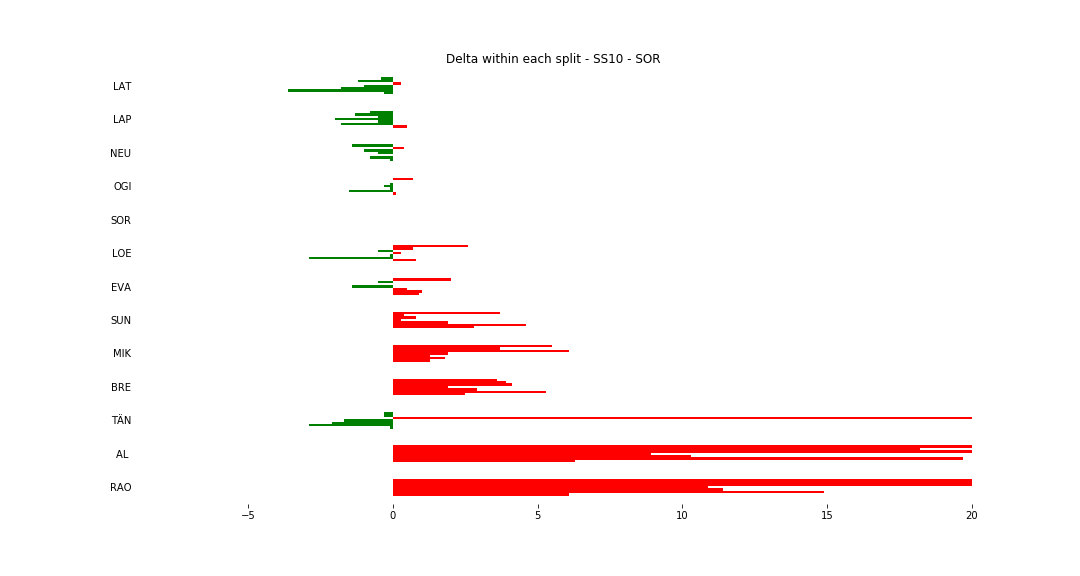 Delta within each split - SS10 - SOR
LAT
LAP
NEU
OGI
SOR
LOE
EVA
SUN
MIK
BRE
TÄN
AL
RAO
−5 0 5 10 15 20